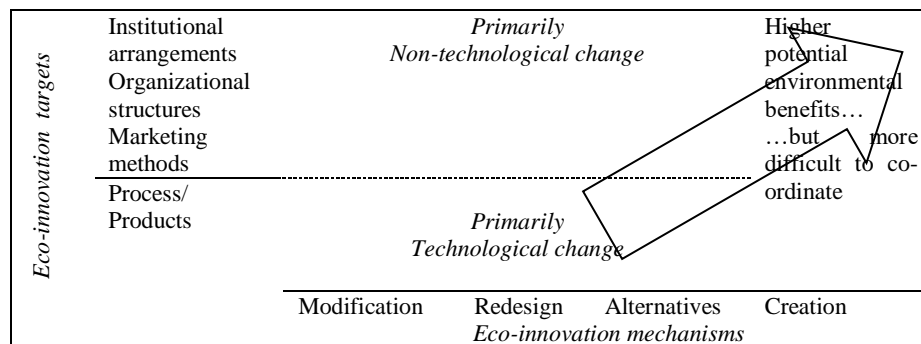 Eco-innovation targets
Institutional
arrangements
Organizational
structures
Marketing
methods
Process/
Products
Primarily
Non-technological change
Primarily
Technological change
Higher
potential
environmental
benefits…
…but more
difficult to co-
ordinate
Modification Redesign Alternatives Creation
Eco-innovation mechanisms